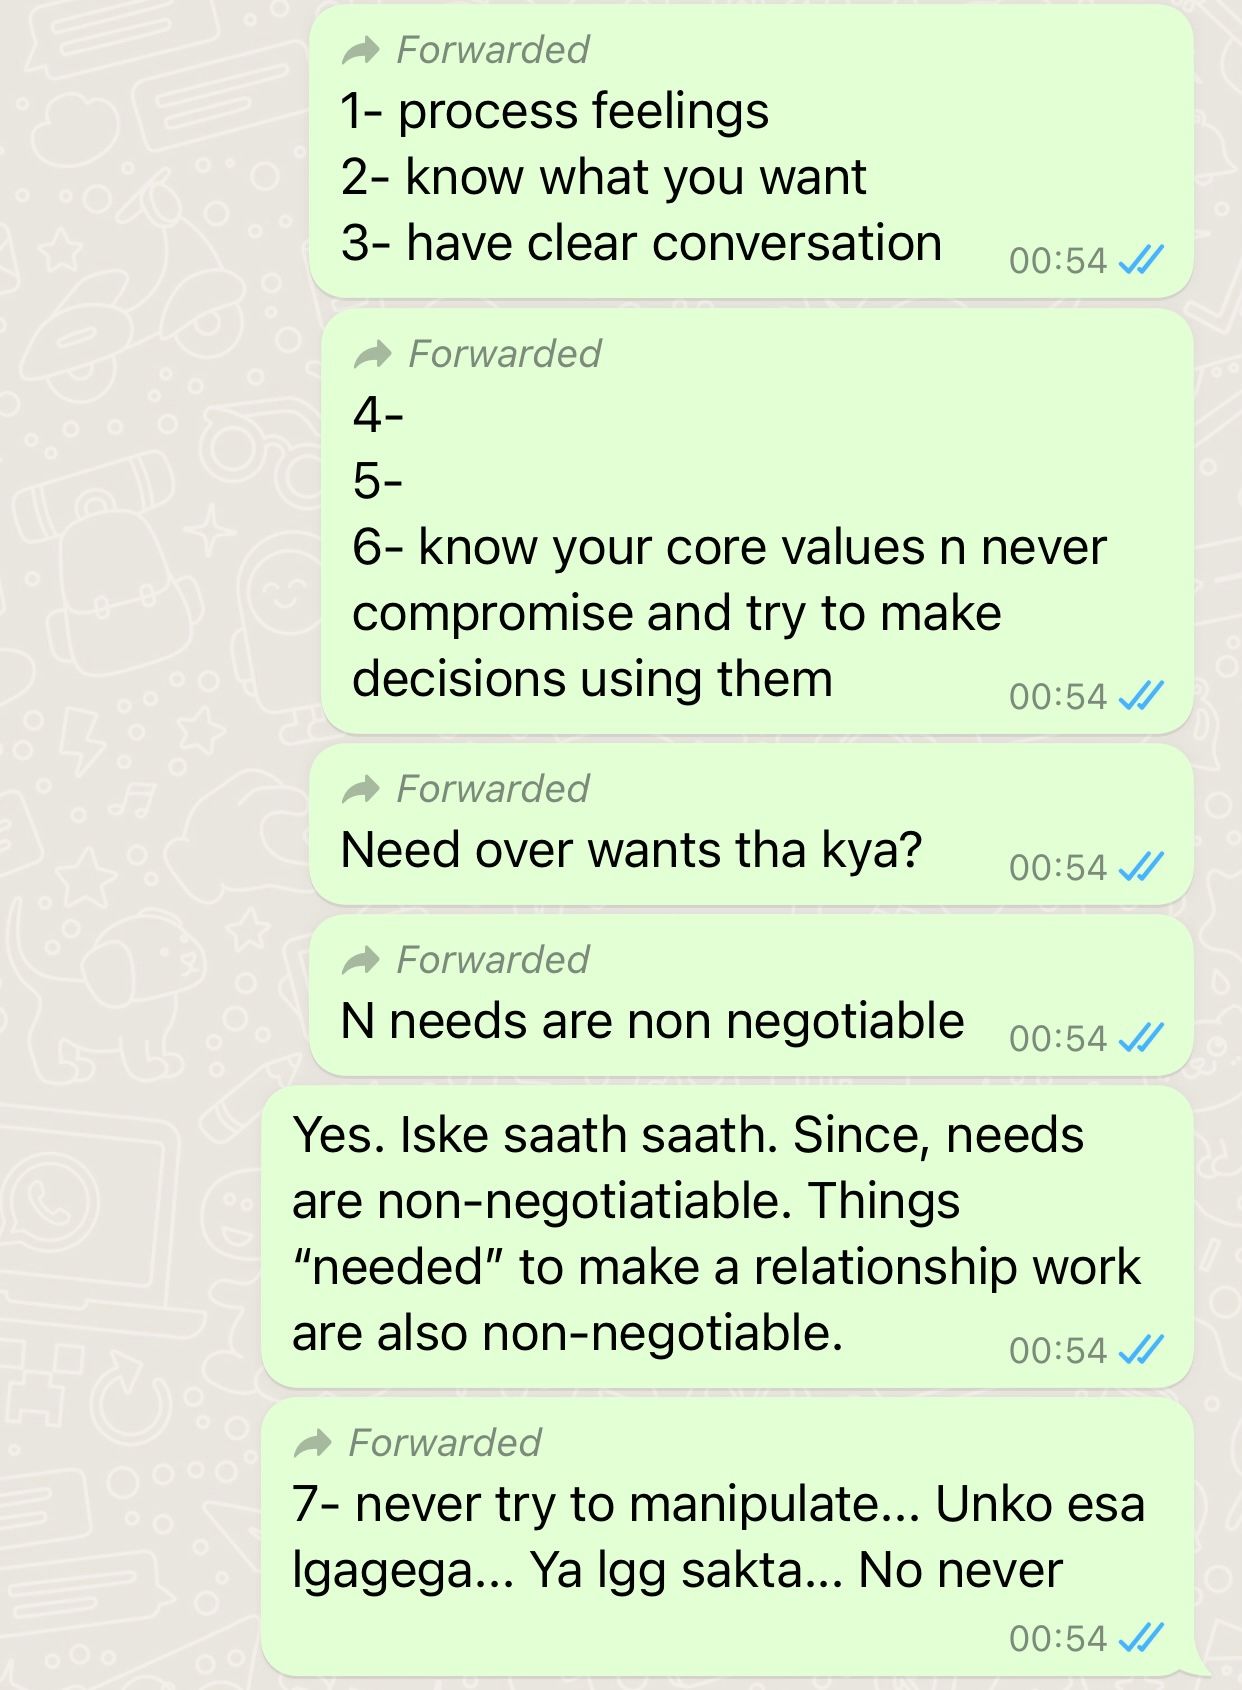 Forwarded
1- process feelings
2- know what you want
3- have clear conversation
00:54
Forwarded
4-
5-
6- know your core values n never
compromise and try to make
decisions using them
00:54
Forwarded
Need over wants tha kya?
00:54
Forwarded
N needs are non negotiable
00:54
Yes. Iske saath saath. Since, needs
are non-negotiatiable. Things
“needed” to make a relationship work
are also non-negotiable.
00:54
Forwarded
7- never try to manipulate... Unko esa
lgagega... Ya lgg sakta... No never
00:54